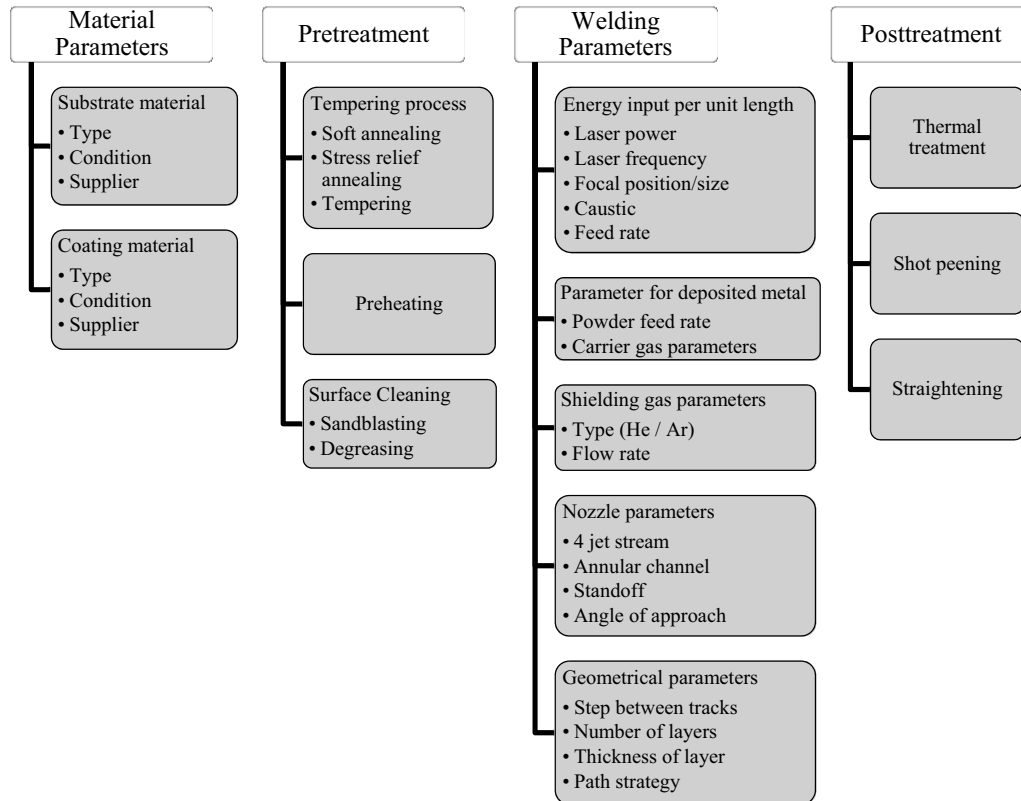 Material
Parameters
Substrate material
• Type
• Condition
• Supplier
Coating material
• Type
• Condition
• Supplier
Pretreatment
Tempering process
• Soft annealing
• Stress relief
annealing
• Tempering
Preheating
Surface Cleaning
• Sandblasting
• Degreasing
Welding
Parameters
Energy input per unit length
• Laser power
• Laser frequency
• Focal position/size
• Caustic
• Feed rate
Parameter for deposited metal
• Powder feed rate
• Carrier gas parameters
Shielding gas parameters
• Type (He / Ar)
• Flow rate
Nozzle parameters
• 4 jet stream
• Annular channel
• Standoff
• Angle of approach
Geometrical parameters
• Step between tracks
• Number of layers
• Thickness of layer
• Path strategy
Posttreatment
Thermal
treatment
Shot peening
Straightening